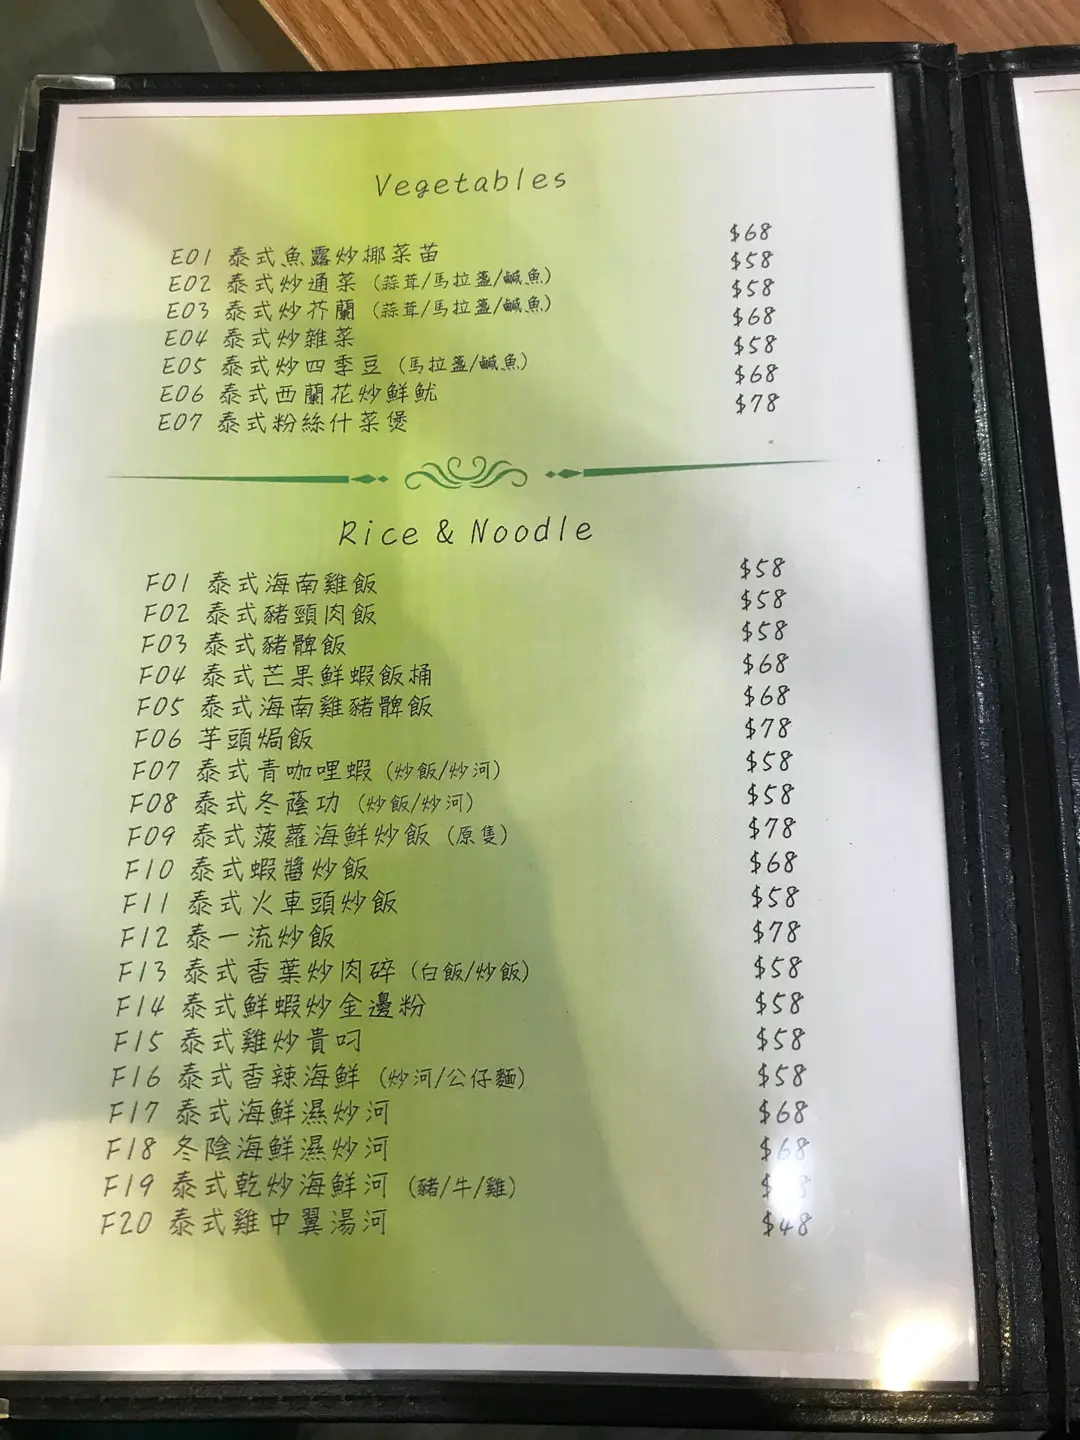 Vegetables
E01 泰式魚露炒椰菜苗 $68
E02 泰式炒通菜 (蒜茸/馬拉盞/鹹魚) $58
E03 泰式炒芥蘭 (蒜茸/馬拉盞/鹹魚) $58
E04 泰式炒雜菜 $68
E05 泰式炒四季豆 (馬拉盞/鹹魚) $58
E06 泰式西蘭花炒鮮魷 $68
E07 泰式粉絲什菜煲 $78
Rice & Noodle
F01 泰式海南雞飯 $58
F02 泰式豬頸肉飯 $58
F03 泰式豬髀飯 $58
F04 泰式芒果鮮蝦飯桶 $68
F05 泰式海南雞豬髀飯 $68
F06 芋頭焗飯 $78
F07 泰式青咖哩蝦 (炒飯/炒河) $58
F08 泰式冬蔭功 (炒飯/炒河) $58
F09 泰式菠蘿海鮮炒飯 (原隻) $78
F10 泰式蝦醬炒飯 $68
F11 泰式火車頭炒飯 $58
F12 泰一流炒飯 $78
F13 泰式香葉炒肉碎 (白飯/炒飯) $58
F14 泰式鮮蝦炒金邊粉 $58
F15 泰式雞炒貴叼 $58
F16 泰式香辣海鮮 (炒河/公仔麵) $58
F17 泰式海鮮濕炒河 $68
F18 冬陰海鮮濕炒河 $68
F19 泰式乾炒海鮮河 (豬/牛/雞)
F20 泰式雞中翼湯河 $48